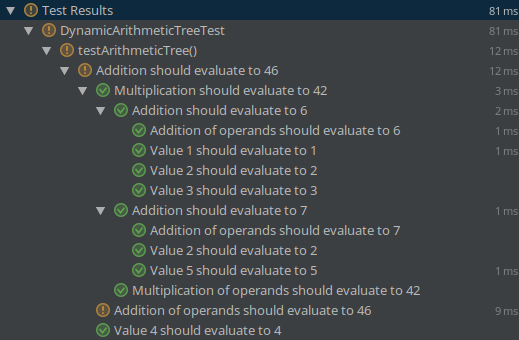 Test Results 81 ms
DynamicArithmeticTreeTest 81 ms
testArithmeticTree() 12 ms
Addition should evaluate to 46 12 ms
Multiplication should evaluate to 42 3 ms
Addition should evaluate to 6 2 ms
Addition of operands should evaluate to 6 1 ms
Value 1 should evaluate to 1 1 ms
Value 2 should evaluate to 2
Value 3 should evaluate to 3
Addition should evaluate to 7 1 ms
Addition of operands should evaluate to 7
Value 2 should evaluate to 2
Value 5 should evaluate to 5 1 ms
Multiplication of operands should evaluate to 42
Addition of operands should evaluate to 46 9 ms
Value 4 should evaluate to 4